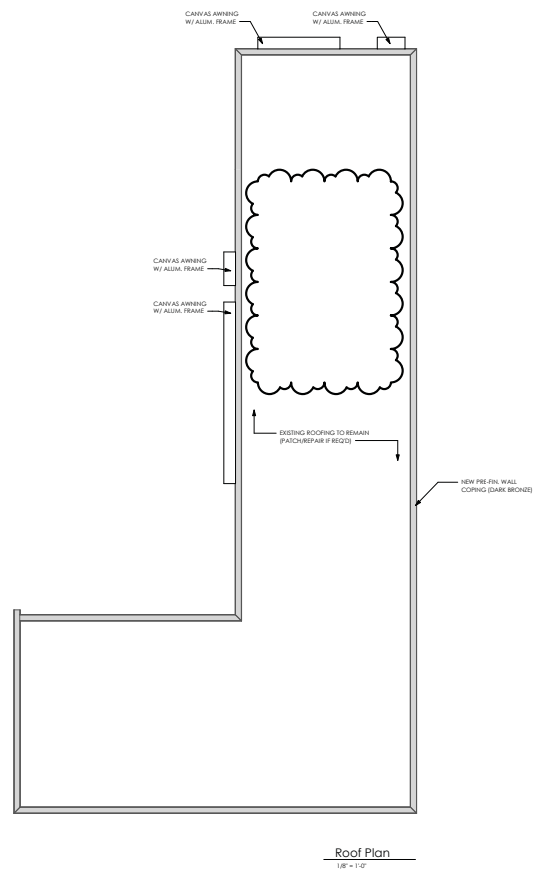 CANVAS AWNING
W/ ALUM. FRAME
CANVAS AWNING
W/ ALUM. FRAME
CANVAS AWNING
W/ ALUM. FRAME
CANVAS AWNING
W/ ALUM. FRAME
EXISTING ROOFING TO REMAIN
(PATCH/REPAIR IF REQ'D)
NEW PRE-FIN. WALL
COPING (DARK BRONZE)
Roof Plan
1/8" = 1'-0"